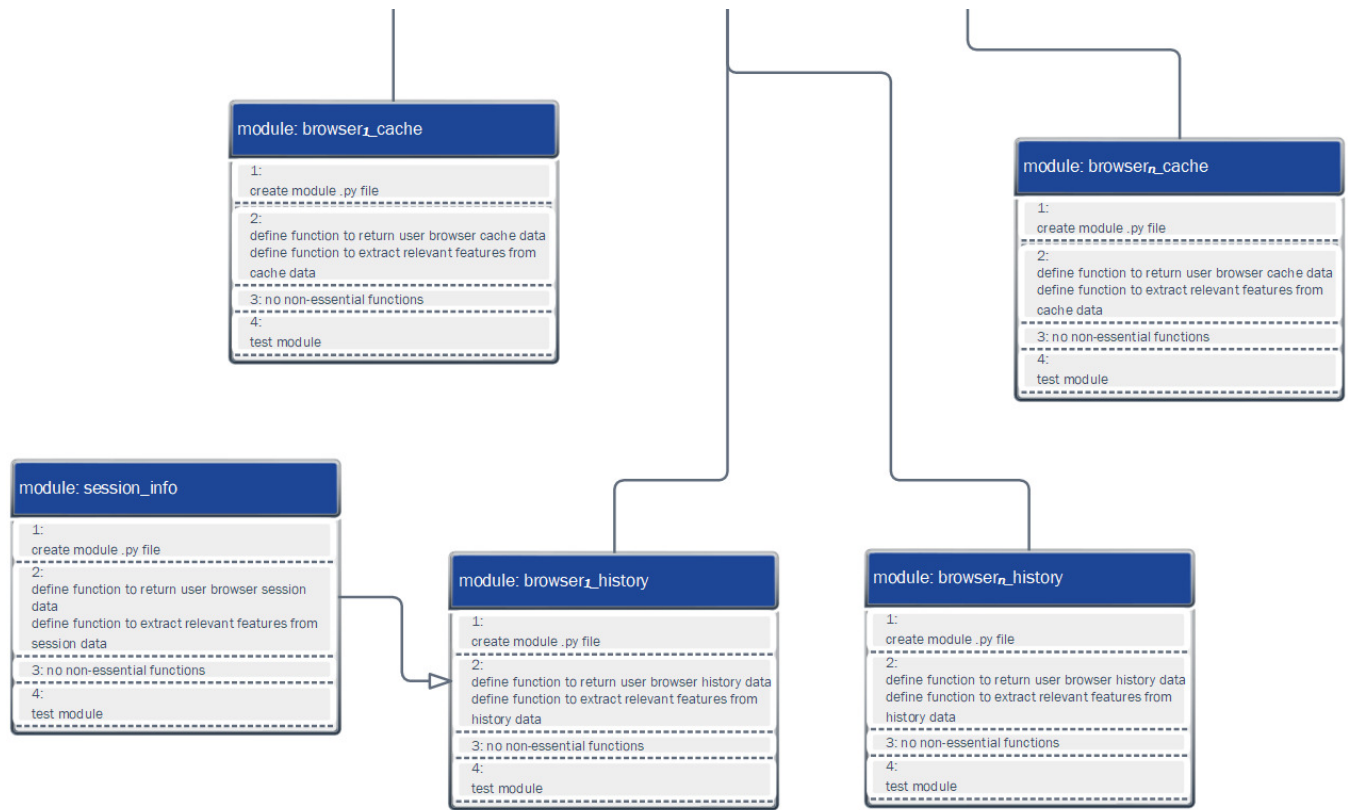 module: browser1_cache
1:
create module .py file
2:
define function to return user browser cache data
define function to extract relevant features from
cache data
3: no non-essential functions
4:
test module
module: browsern_cache
1:
create module .py file
2:
define function to return user browser cache data
define function to extract relevant features from
cache data
3: no non-essential functions
4:
test module
module: session_info
1:
create module .py file
2:
define function to return user browser session
data
define function to extract relevant features from
session data
3: no non-essential functions
4:
test module
module: browser1_history
1:
create module .py file
2:
define function to return user browser history data
define function to extract relevant features from
history data
3: no non-essential functions
4:
test module
module: browsern_history
1:
create module .py file
2:
define function to return user browser history data
define function to extract relevant features from
history data
3: no non-essential functions
4:
test module